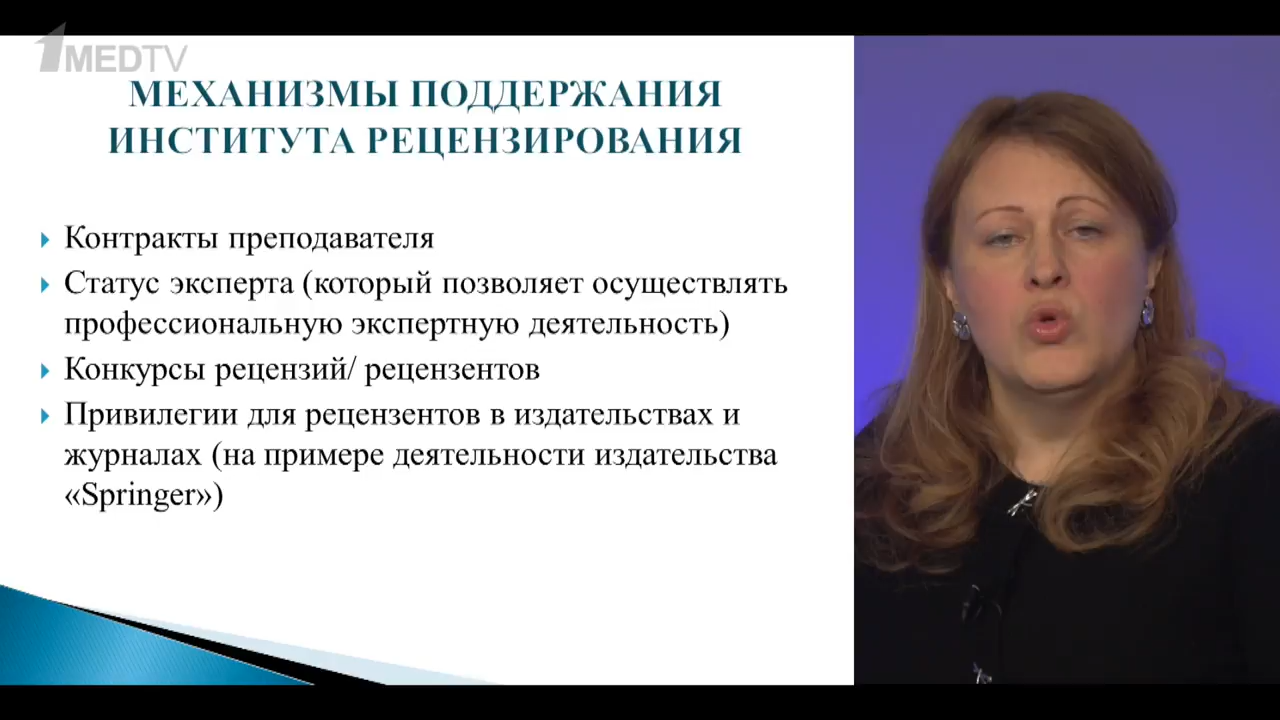 1MEDTV
МЕХАНИЗМЫ ПОДДЕРЖАНИЯ
ИНСТИТУТА РЕЦЕНЗИРОВАНИЯ
Контракты преподавателя
Статус эксперта (который позволяет осуществлять
профессиональную экспертную деятельность)
Конкурсы рецензий/ рецензентов
Привилегии для рецензентов в издательствах и
журналах (на примере деятельности издательства
«Springer»)